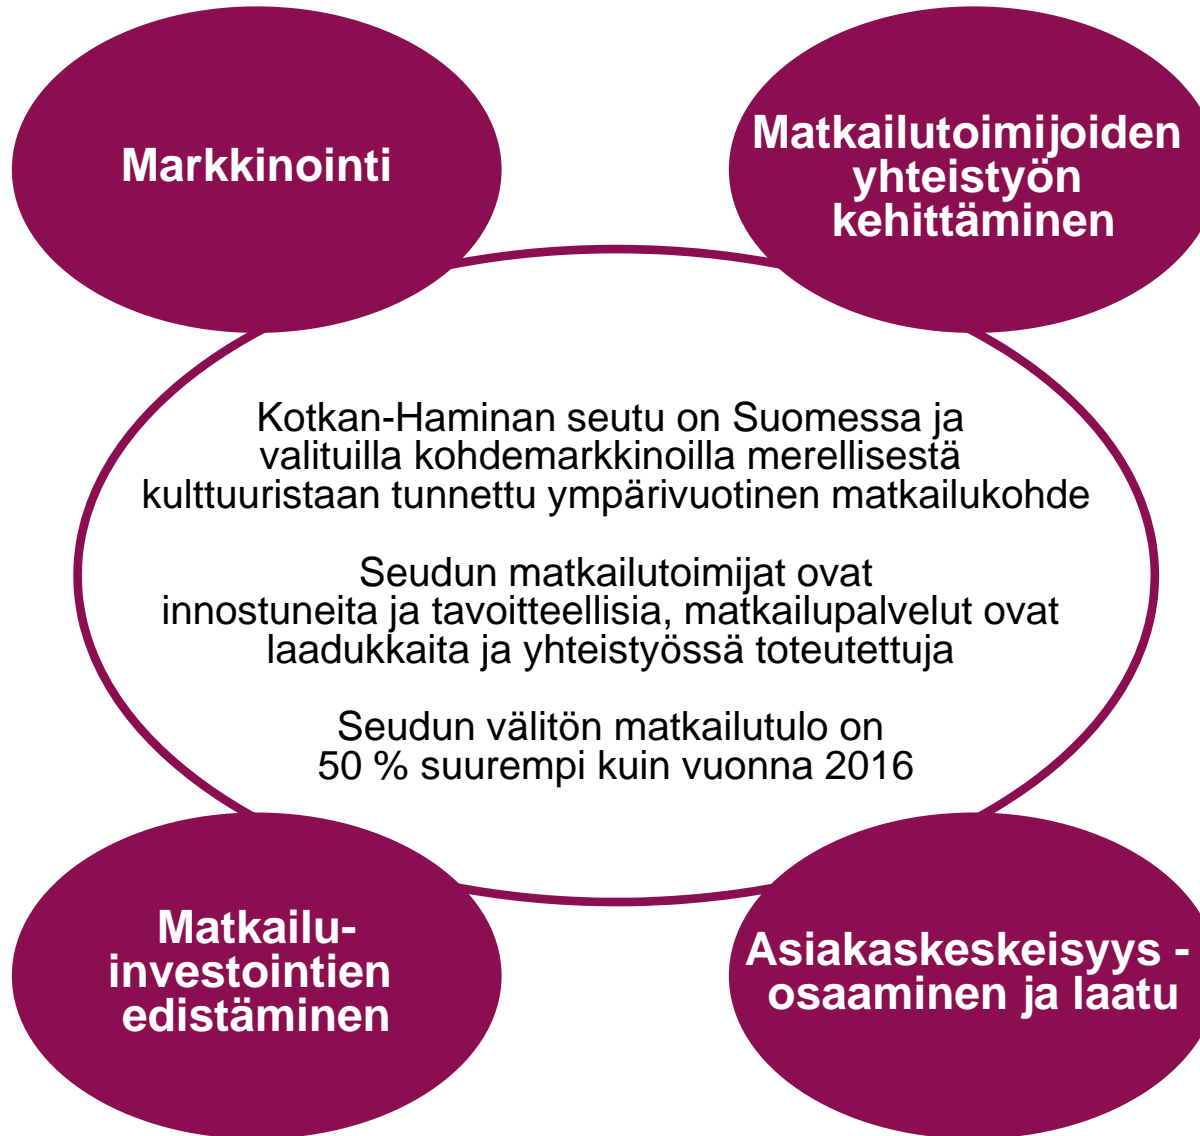 Markkinointi
Matkailutoimijoiden
yhteistyön
kehittäminen
Kotkan-Haminan seutu on Suomessa ja
valituilla kohdemarkkinoilla merellisestä
kulttuuristaan tunnettu ympärivuotinen matkailukohde
Seudun matkailutoimijat ovat
innostuneita ja tavoitteellisia, matkailupalvelut ovat
laadukkaita ja yhteistyössä toteutettuja
Seudun välitön matkailutulo on
50 % suurempi kuin vuonna 2016
Matkailu-
investointien
edistäminen
Asiakaskeskeisyys -
osaaminen ja laatu